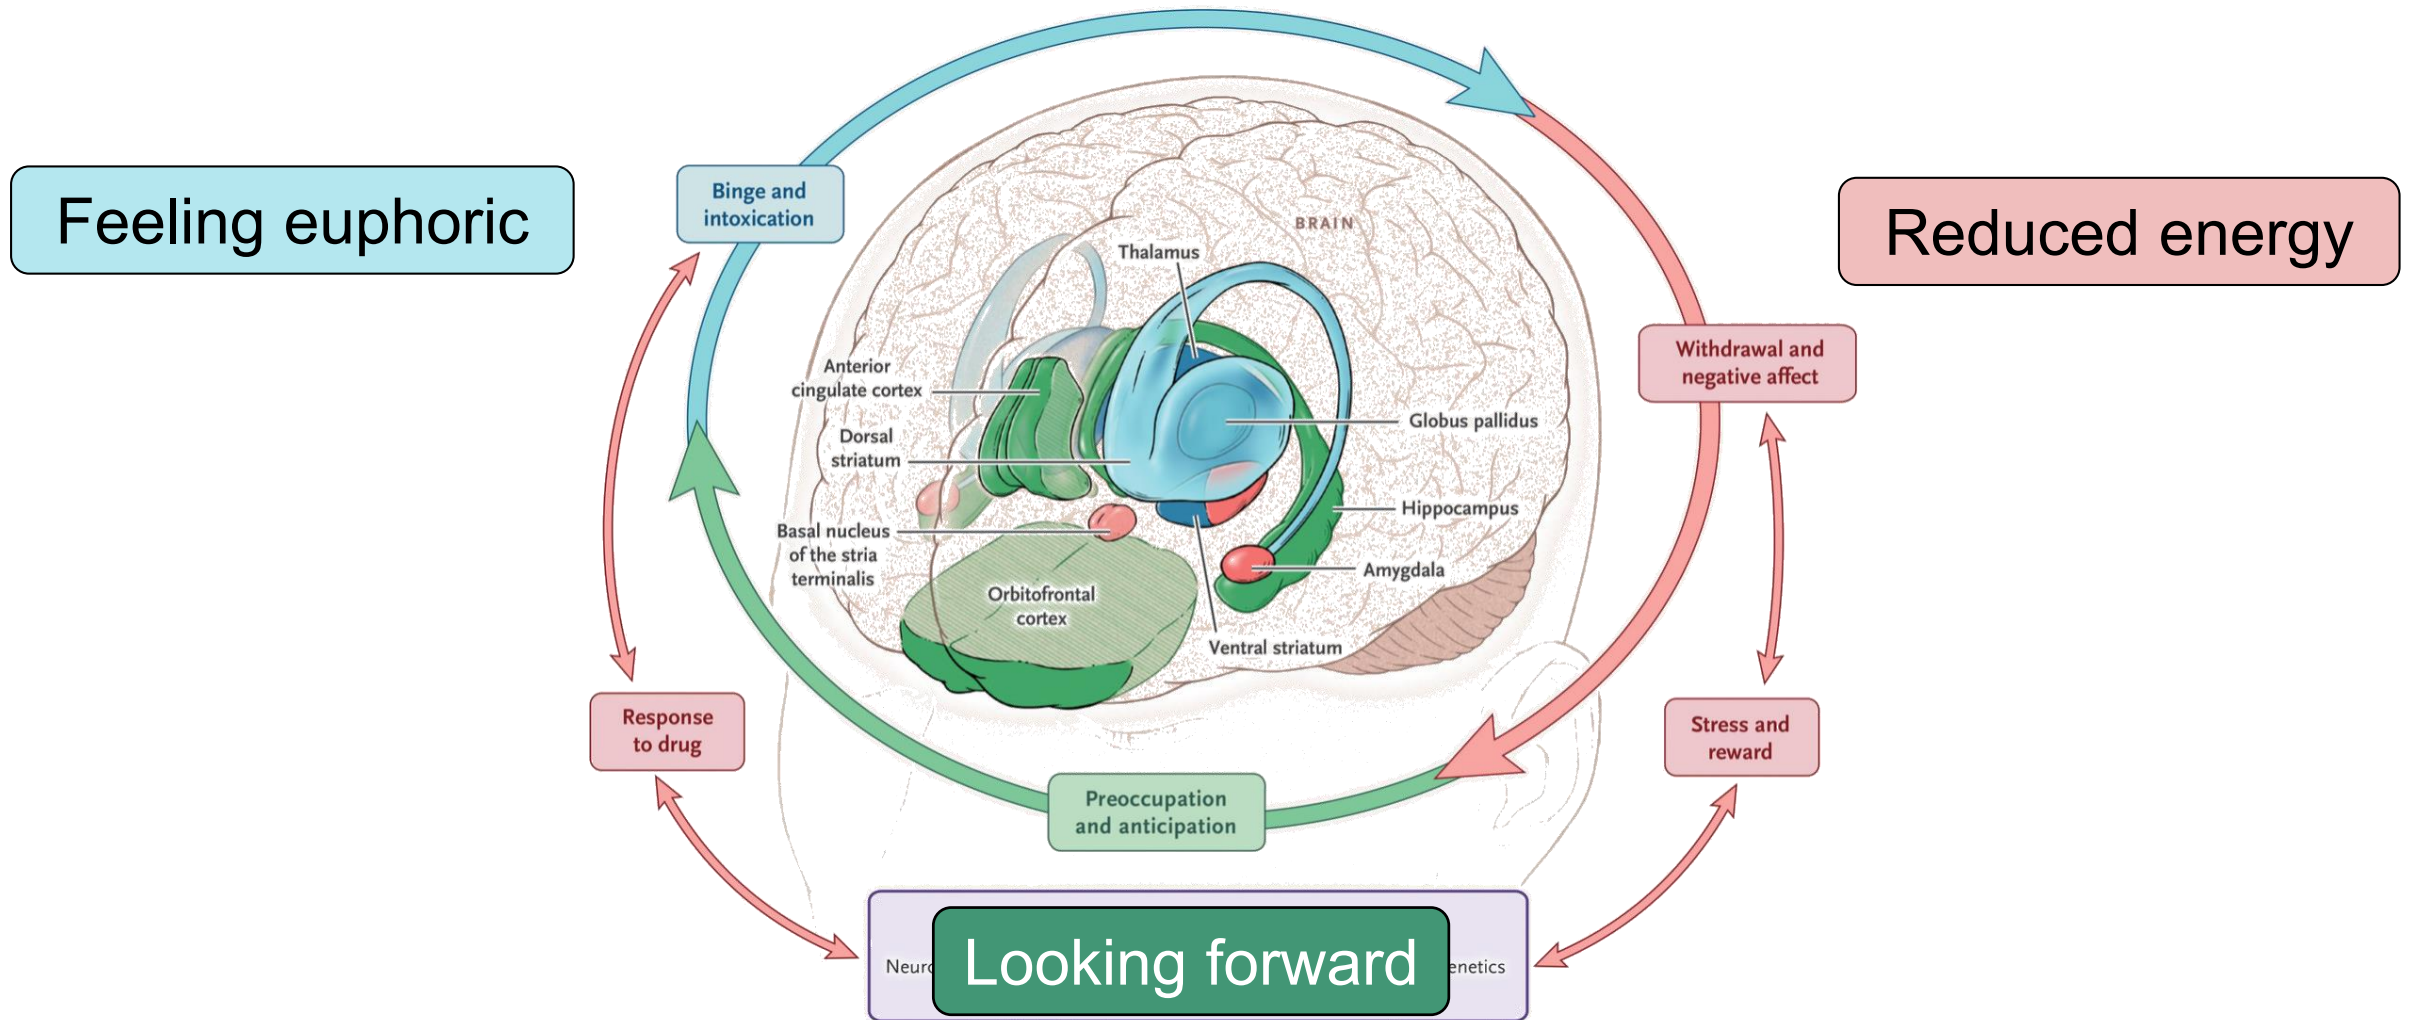 Feeling euphoric
Binge and
intoxication
BRAIN
Reduced energy
Thalamus
Withdrawal and
negative affect
Anterior
cingulate cortex
Globus pallidus
Dorsal
striatum
Hippocampus
Basal nucleus
of the stria
terminalis
Amygdala
Orbitofrontal
cortex
Ventral striatum
Response
to drug
Stress and
reward
Preoccupation
and anticipation
Looking forward